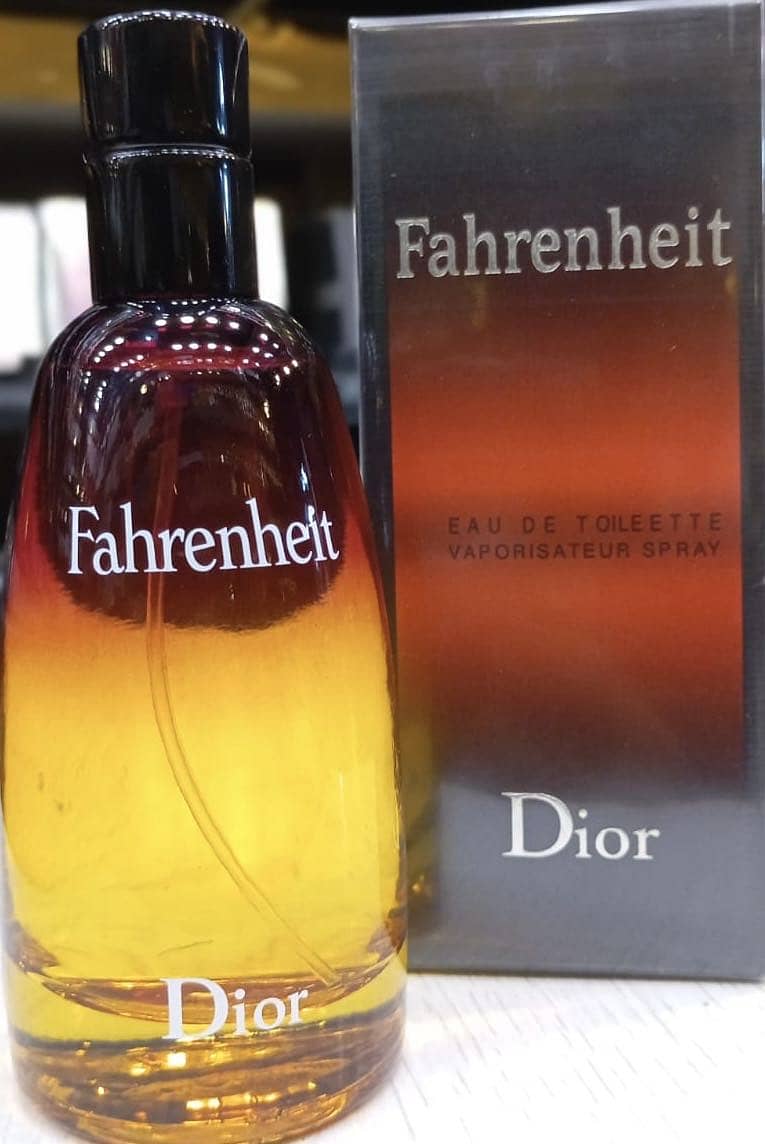 Fahrenheit
Dior
Fahrenheit
EAU DE TOILEETTE
VAPORISATEUR SPRAY
Dior